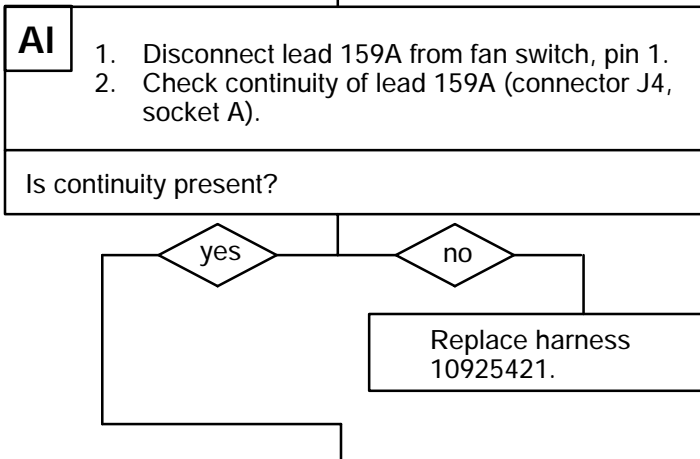 AI
1. Disconnect lead 159A from fan switch, pin 1.
2. Check continuity of lead 159A (connector J4,
socket A).
Is continuity present?
yes
no
Replace harness
10925421.